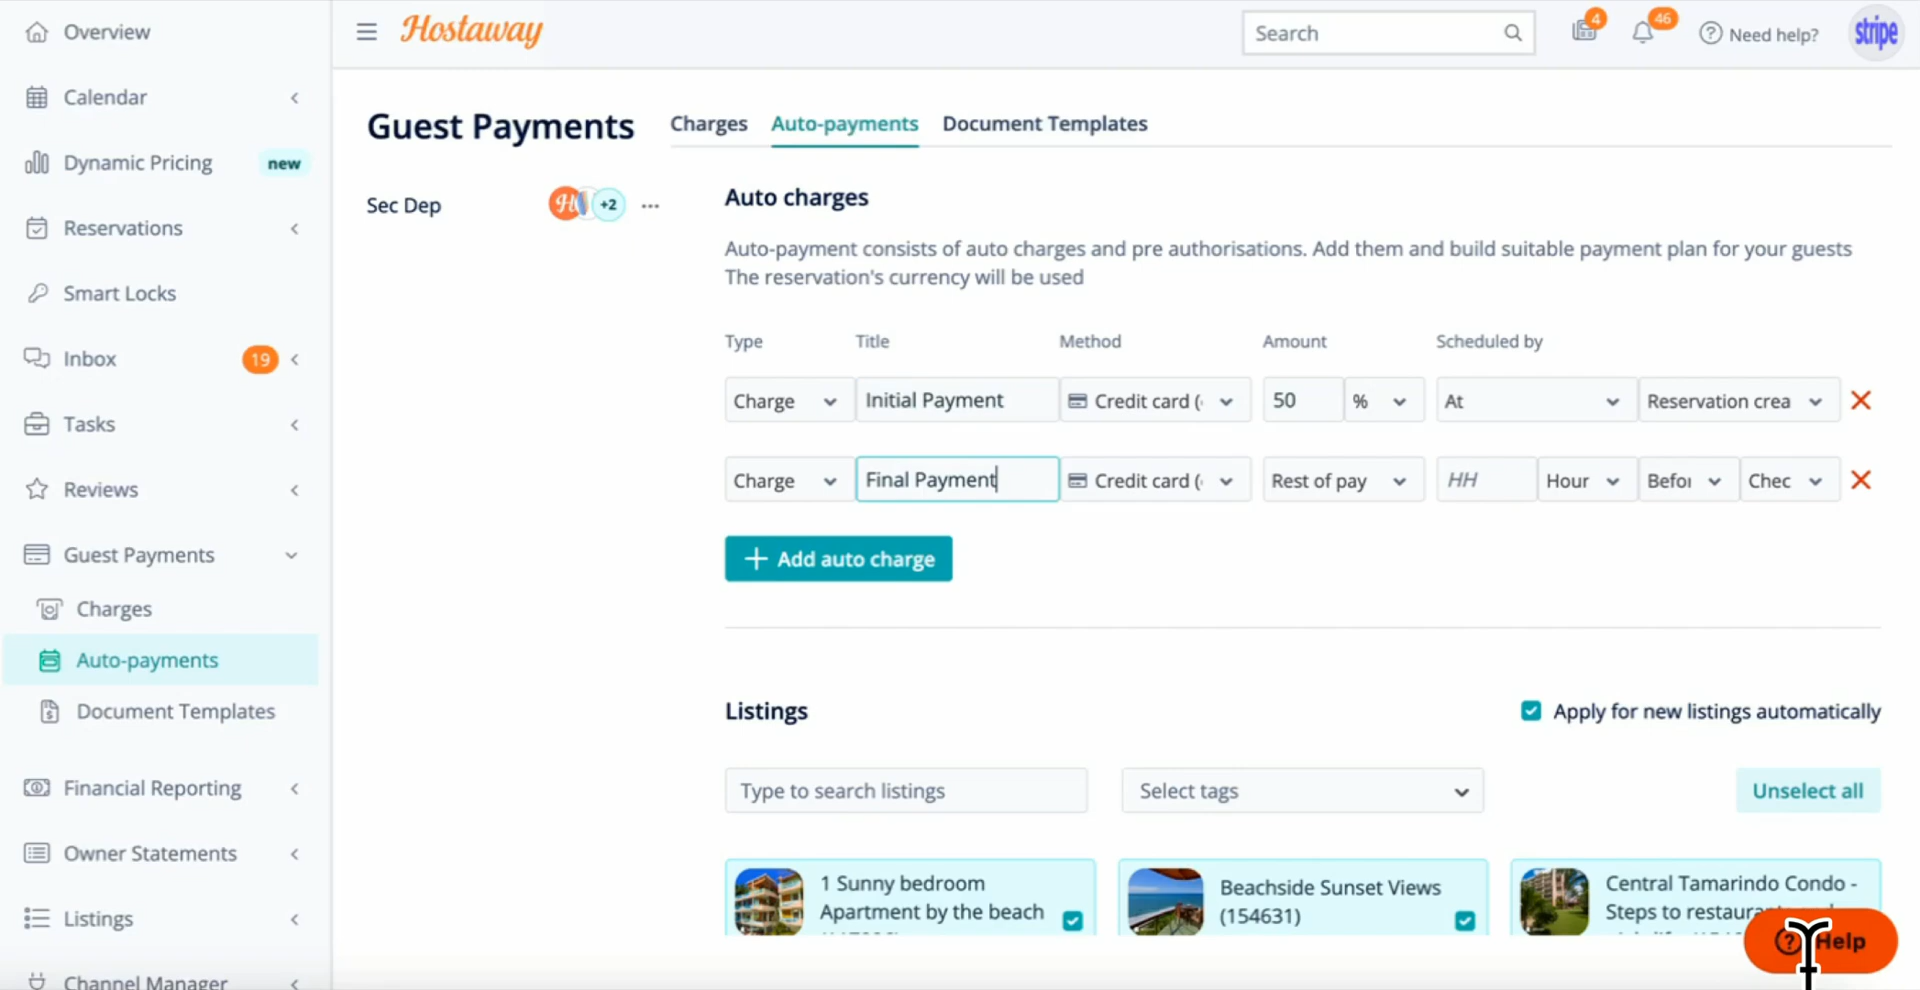 Overview
Calendar
Dynamic Pricing new
Reservations
Smart Locks
Inbox 19
Tasks
Reviews
Guest Payments
Charges
Auto-payments
Document Templates
Financial Reporting
Owner Statements
Listings
Channel Manager
Hostaway
Search
4
46
Need help?
stripe
Guest Payments
Charges Auto-payments Document Templates
Sec Dep +2
Auto charges
Auto-payment consists of auto charges and pre authorisations. Add them and build suitable payment plan for your guests
The reservation's currency will be used
Type Title Method Amount Scheduled by
Charge Initial Payment Credit card ( 50 % At Reservation crea
Charge Final Payment Credit card ( Rest of pay HH Hour Befor Chec
Add auto charge
Listings
Apply for new listings automatically
Type to search listings Select tags Unselect all
1 Sunny bedroom
Apartment by the beach
Beachside Sunset Views
(154631)
Central Tamarindo Condo -
Steps to
Help